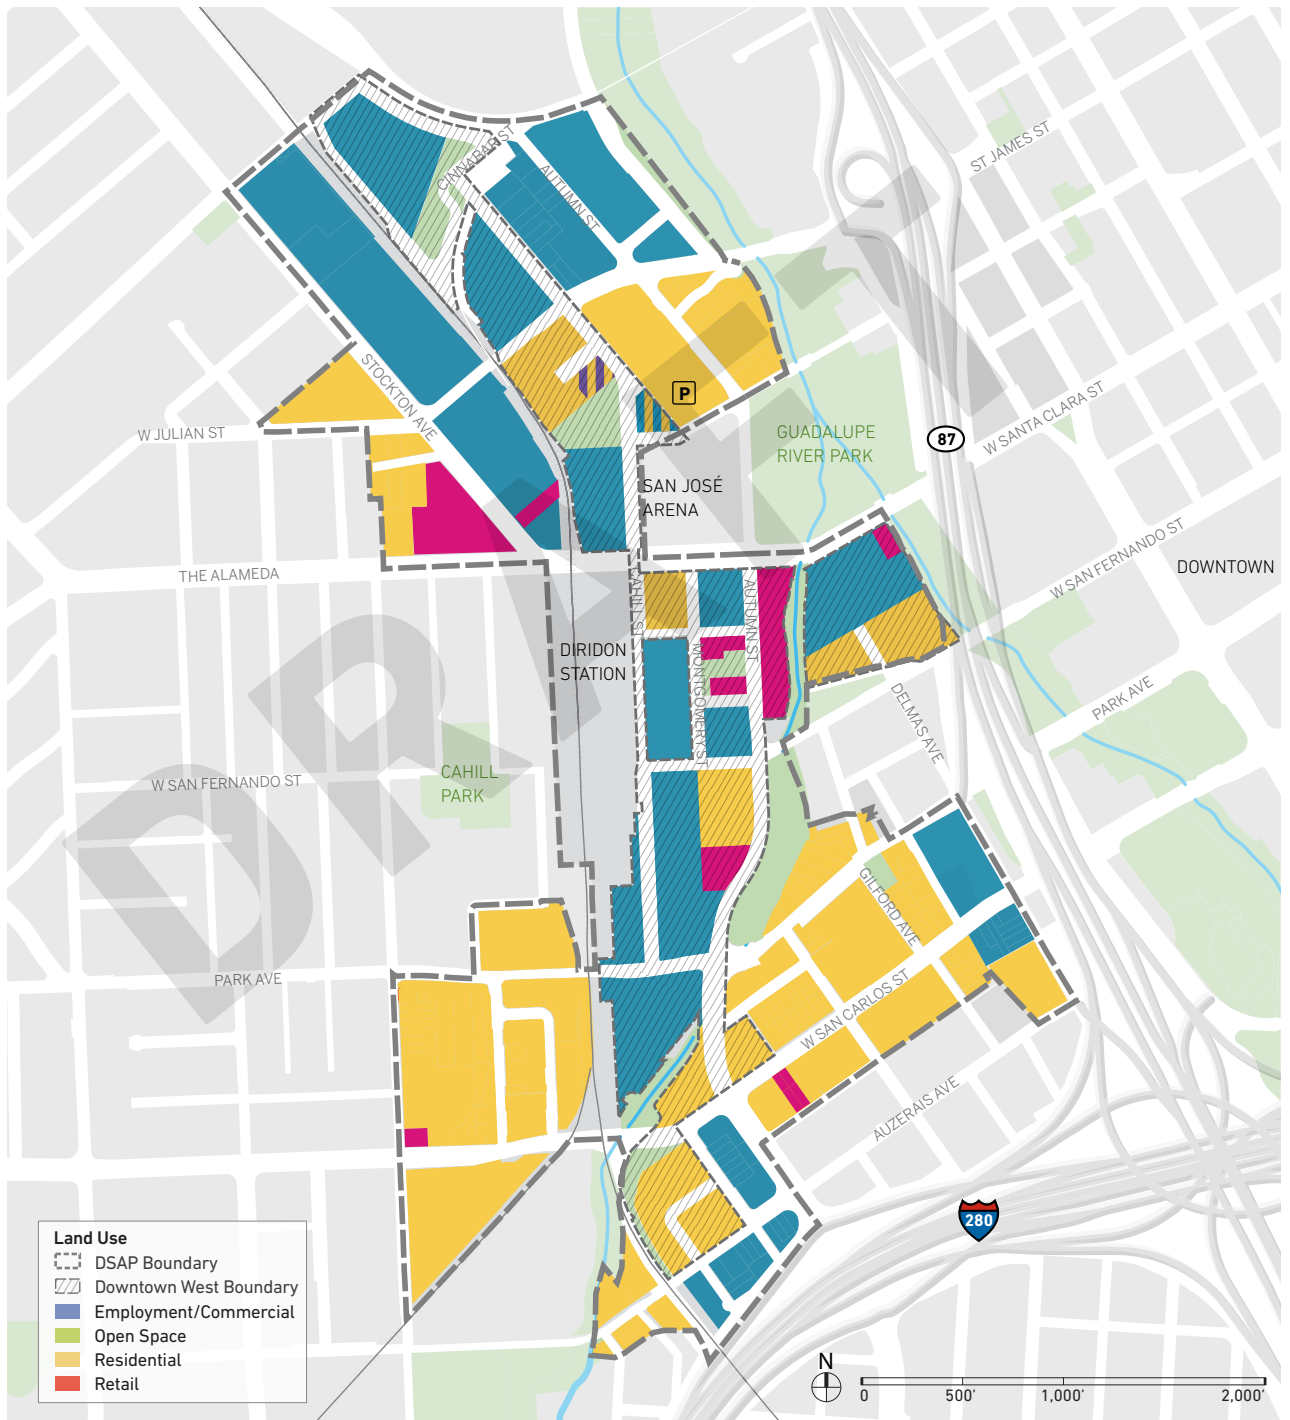 ST JAMES ST
CINNABAR ST
AUTUMN ST
STOCKTON AVE
W JULIAN ST
P
GUADALUPE
RIVER PARK
87
W SANTA CLARA ST
SAN JOSÉ
ARENA
W SAN FERNANDO ST
DOWNTOWN
THE ALAMEDA
CAHILL ST
AUTUMN ST
MONTGOMERY ST
DIRIDON
STATION
DELMAS AVE
PARK AVE
DRA
W SAN FERNANDO ST
CAHILL
PARK
GILFORD AVE
PARK AVE
W SAN CARLOS ST
AUZERAIS AVE
280
Land Use
DSAP Boundary
Downtown West Boundary
Employment/Commercial
Open Space
Residential
Retail
N
0 500’ 1,000’ 2,000’